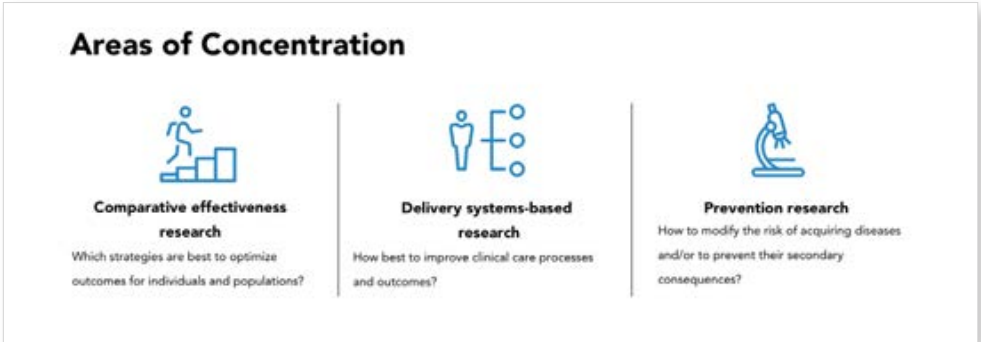 Areas of Concentration
Comparative effectiveness
research
Which strategies are best to optimize
outcomes for individuals and populations?
Delivery systems-based
research
How best to improve clinical care processes
and outcomes?
Prevention research
How to modify the risk of acquiring diseases
and/or to prevent their secondary
consequences?